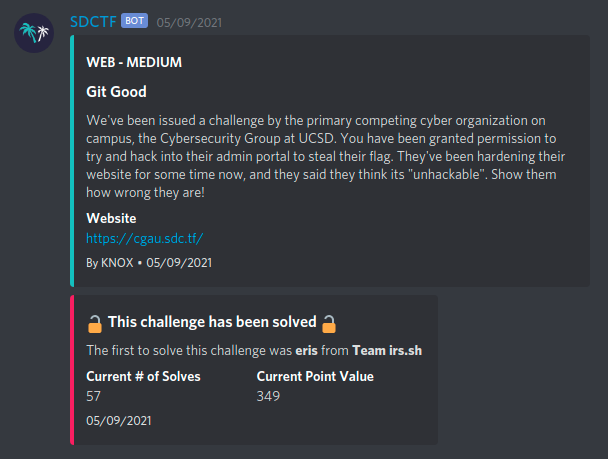 SDCTF BOT 05/09/2021
WEB - MEDIUM
Git Good
We've been issued a challenge by the primary competing cyber organization on
campus, the Cybersecurity Group at UCSD. You have been granted permission to
try and hack into their admin portal to steal their flag. They've been hardening their
website for some time now, and they said they think its "unhackable". Show them
how wrong they are!
Website
https://cgau.sdc.tf/
By KNOX • 05/09/2021
This challenge has been solved
The first to solve this challenge was eris from Team irs.sh
Current # of Solves Current Point Value
57 349
05/09/2021